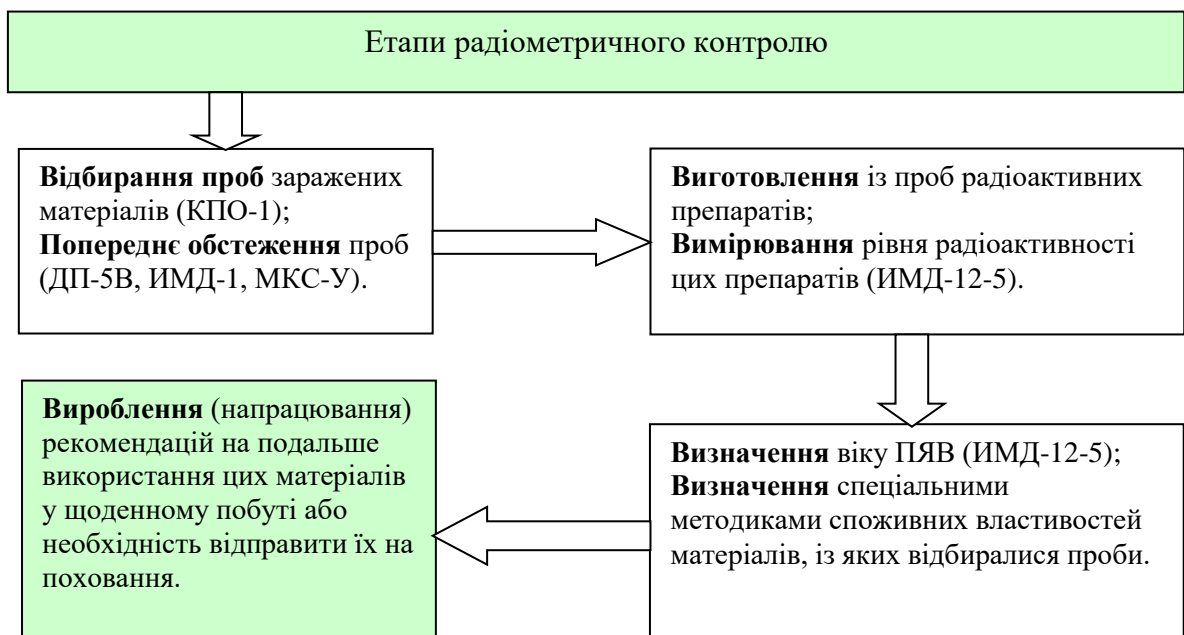 Етапи радіометричного контролю
Відбирання проб заражених
матеріалів (КПО-1);
Попереднє обстеження проб
(ДП-5В, ИМД-1, МКС-У).
Виготовлення із проб радіоактивних
препаратів;
Вимірювання рівня радіоактивності
цих препаратів (ИМД-12-5).
Визначення віку ПЯВ (ИМД-12-5);
Визначення спеціальними
методиками споживних властивостей
матеріалів, із яких відбиралися проби.
Вироблення (напрацювання)
рекомендацій на подальше
використання цих матеріалів
у щоденному побуті або
необхідність відправити їх на
поховання.